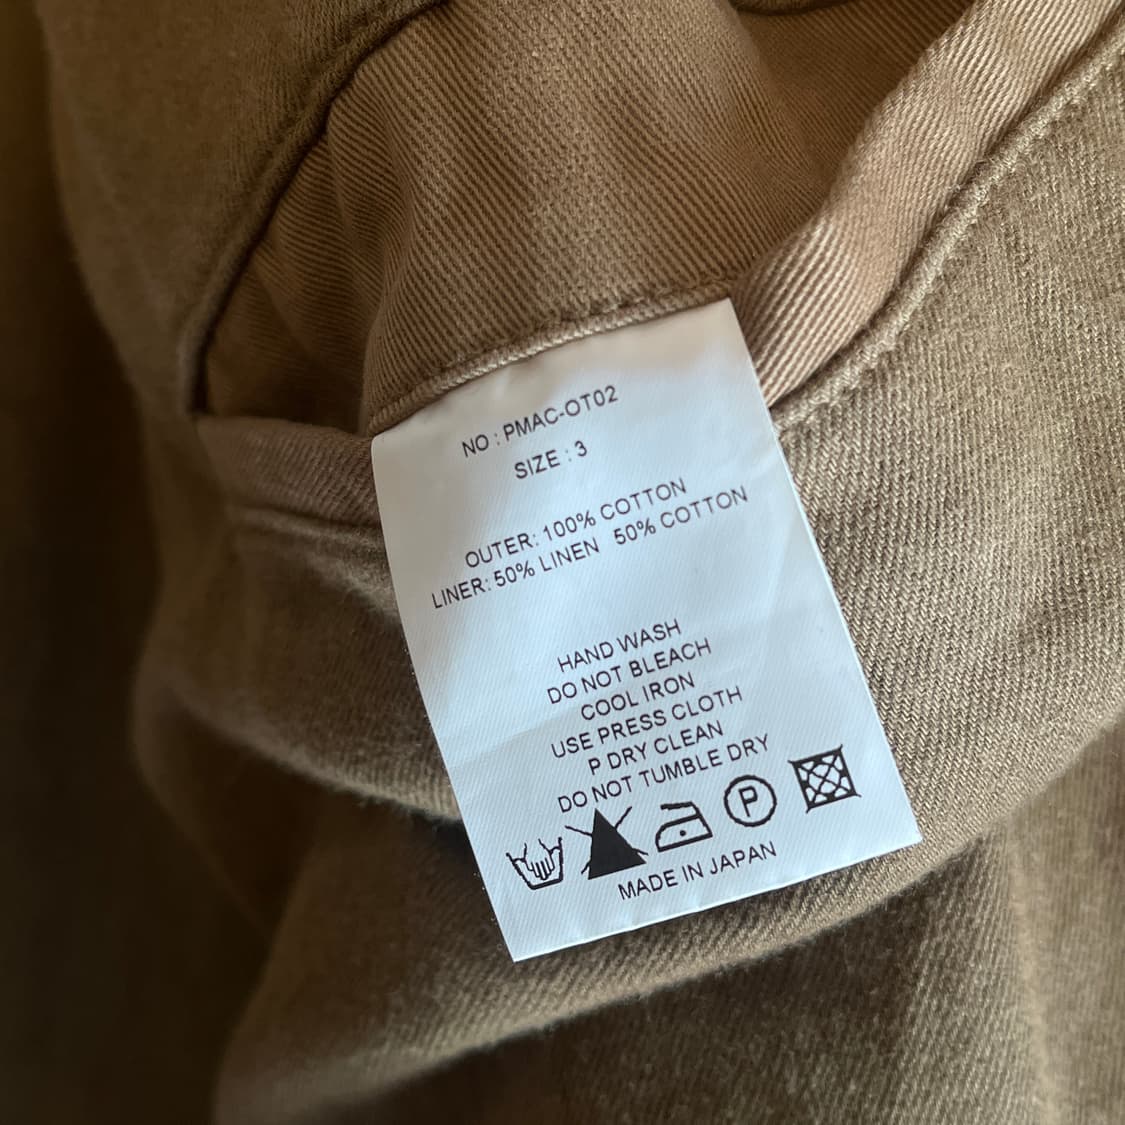 NO : PMAC-OT02
SIZE : 3
OUTER: 100% COTTON
LINER: 50% LINEN 50% COTTON
HAND WASH
DO NOT BLEACH
COOL IRON
USE PRESS CLOTH
P DRY CLEAN
DO NOT TUMBLE DRY
P
MADE IN JAPAN